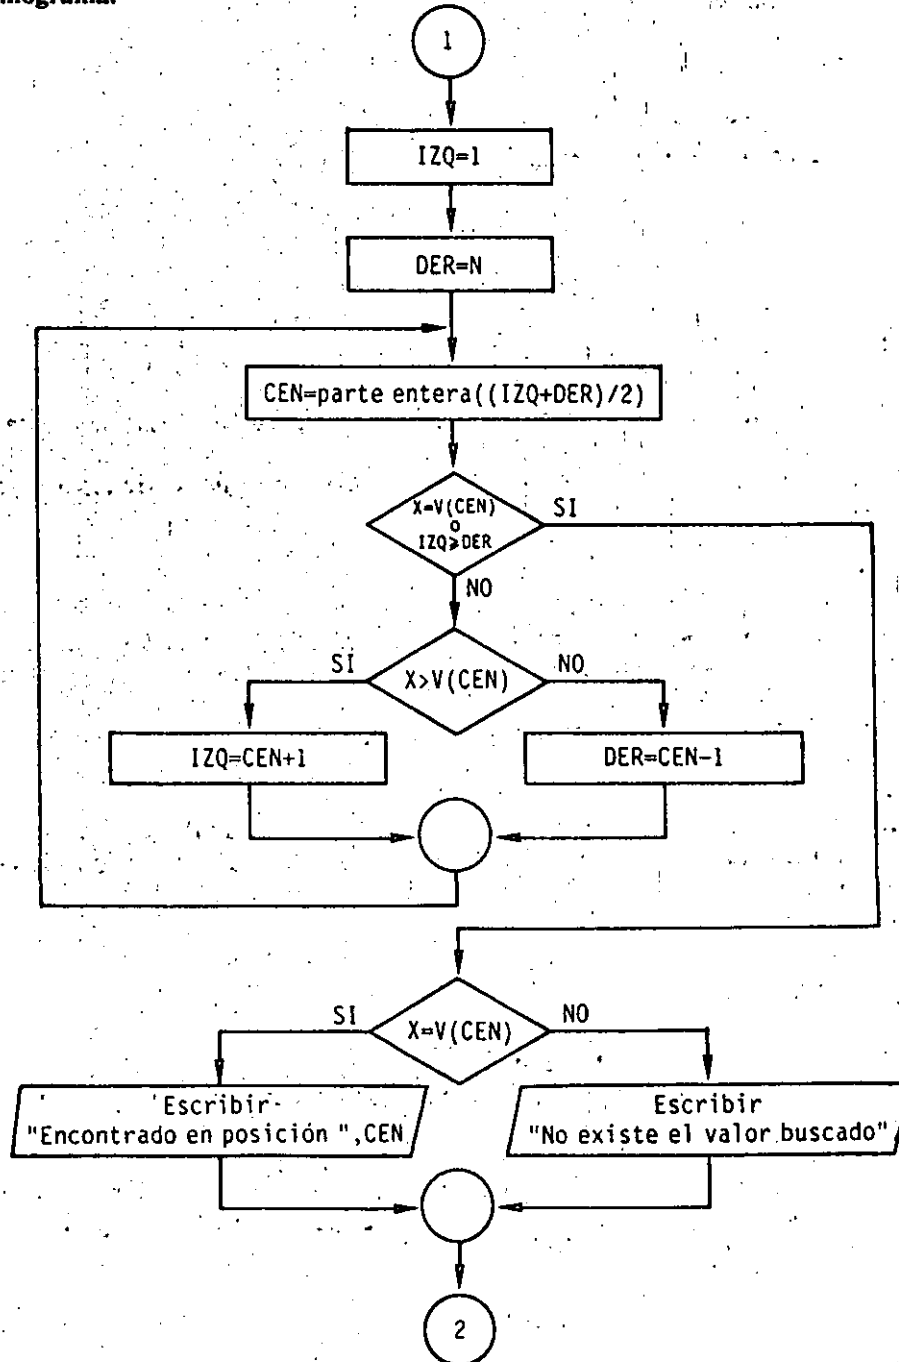 1
IZQ=1
DER=N
CEN=parte entera((IZQ+DER)/2)
X=V(CEN)
o
IZQ⩾DER
SI
NO
X>V(CEN)
SI
NO
IZQ=CEN+1
DER=CEN-1
X=V(CEN)
SI
NO
Escribir
"Encontrado en posición ",CEN
Escribir
"No existe el valor buscado"
2